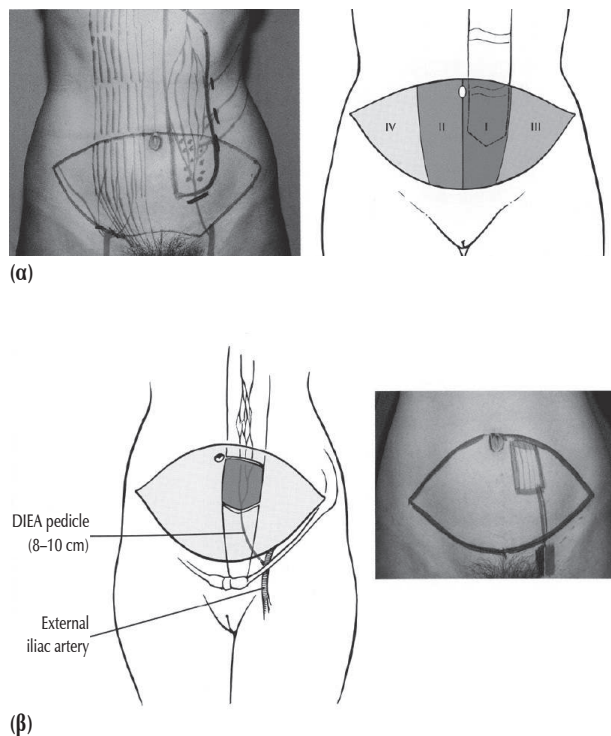 IV
II
I
III
(α)
DIEA pedicle
(8–10 cm)
External
iliac artery
(β)